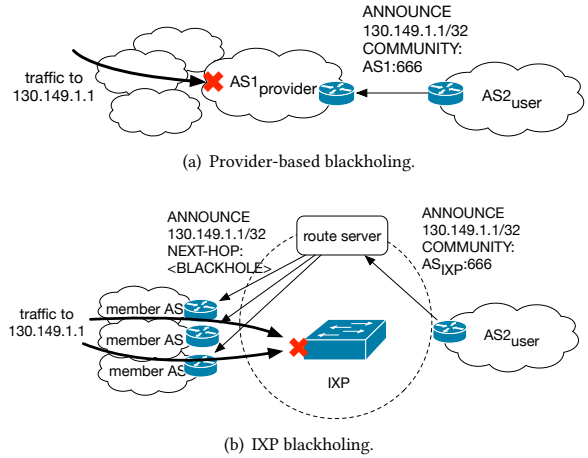 ANNOUNCE
130.149.1.1/32
COMMUNITY:
AS1:666
traffic to
130.149.1.1
AS1provider
AS2user
(a) Provider-based blackholing.
ANNOUNCE
130.149.1.1/32
NEXT-HOP:
<BLACKHOLE>
route server
ANNOUNCE
130.149.1.1/32
COMMUNITY:
ASIXP:666
traffic to
130.149.1.1
member AS
member AS
member AS
IXP
AS2user
(b) IXP blackholing.